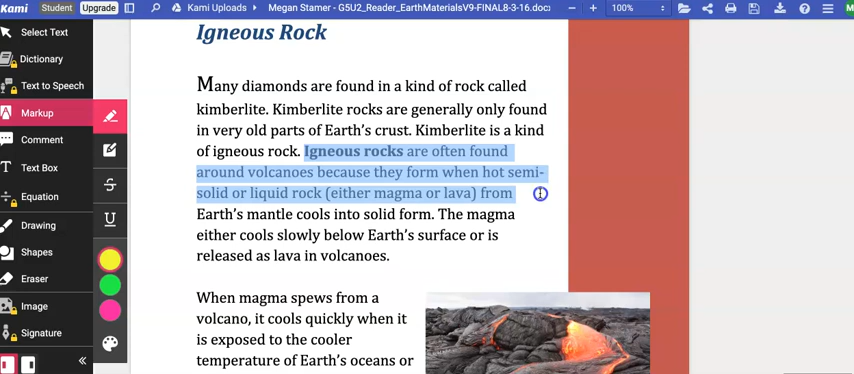 Kami Student Upgrade Kami Uploads > Megan Stamer - G5U2_Reader_EarthMaterialsV9-FINAL8-3-16.doc: 100%
Select Text
Dictionary
Text to Speech
Markup
Comment
Text Box
Equation
Drawing
Shapes
Eraser
Image
Signature
Igneous Rock
Many diamonds are found in a kind of rock called
kimberlite. Kimberlite rocks are generally only found
in very old parts of Earth's crust. Kimberlite is a kind
of igneous rock. Igneous rocks are often found
around volcanoes because they form when hot semi-
solid or liquid rock (either magma or lava) from
Earth's mantle cools into solid form. The magma
either cools slowly below Earth's surface or is
released as lava in volcanoes.
When magma spews from a
volcano, it cools quickly when it
is exposed to the cooler
temperature of Earth's oceans or